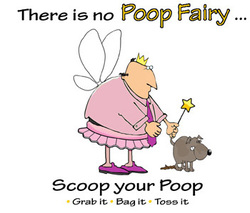 There is no Poop Fairy ...
Scoop your Poop
• Grab it • Bag it • Toss it